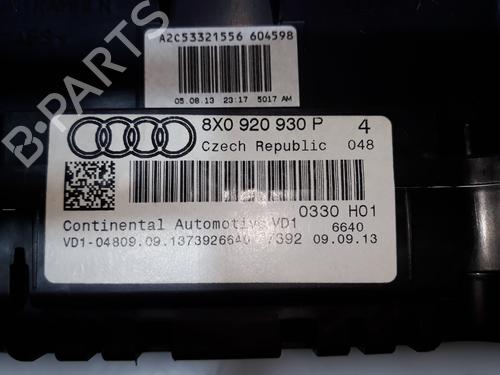 A2C53321556 604598
05.08.13 23:17 5017 AM
8X0 920 930 P 4
Czech Republic 048
0330 H01
Continental Automotive VD1 6640
VD1-04809.09.1373926640 7392 09.09.13
B-PARTS